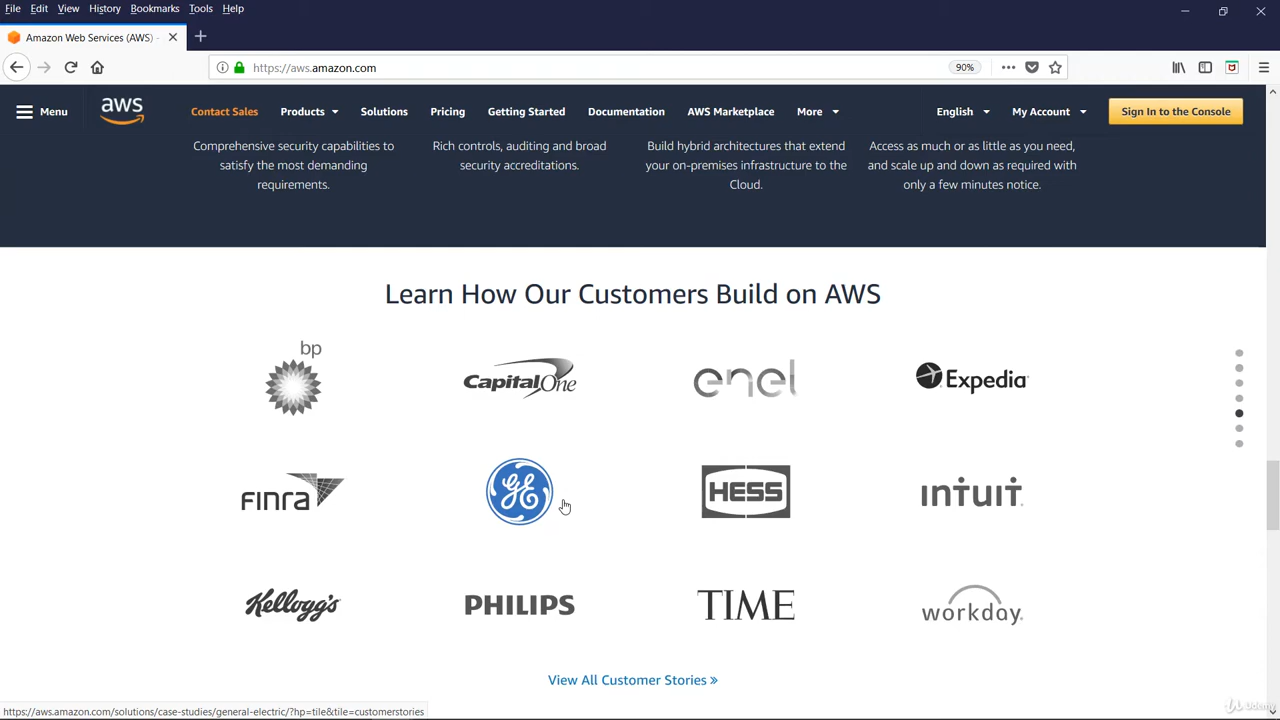 File Edit View History Bookmarks Tools Help
Amazon Web Services (AWS) -
https://aws.amazon.com
90%
Menu
aws
Contact Sales Products Solutions Pricing Getting Started Documentation AWS Marketplace More English My Account Sign In to the Console
Comprehensive security capabilities to
satisfy the most demanding
requirements.
Rich controls, auditing and broad
security accreditations.
Build hybrid architectures that extend
your on-premises infrastructure to the
Cloud.
Access as much or as little as you need,
and scale up and down as required with
only a few minutes notice.
Learn How Our Customers Build on AWS
bp
CapitalOne
enel
Expedia
FINRA
GE
HESS
intuit
Kellogg's
PHILIPS
TIME
workday
View All Customer Stories »
https://aws.amazon.com/solutions/case-studies/general-electric/?hp=tile&tile=customerstories
Udemy